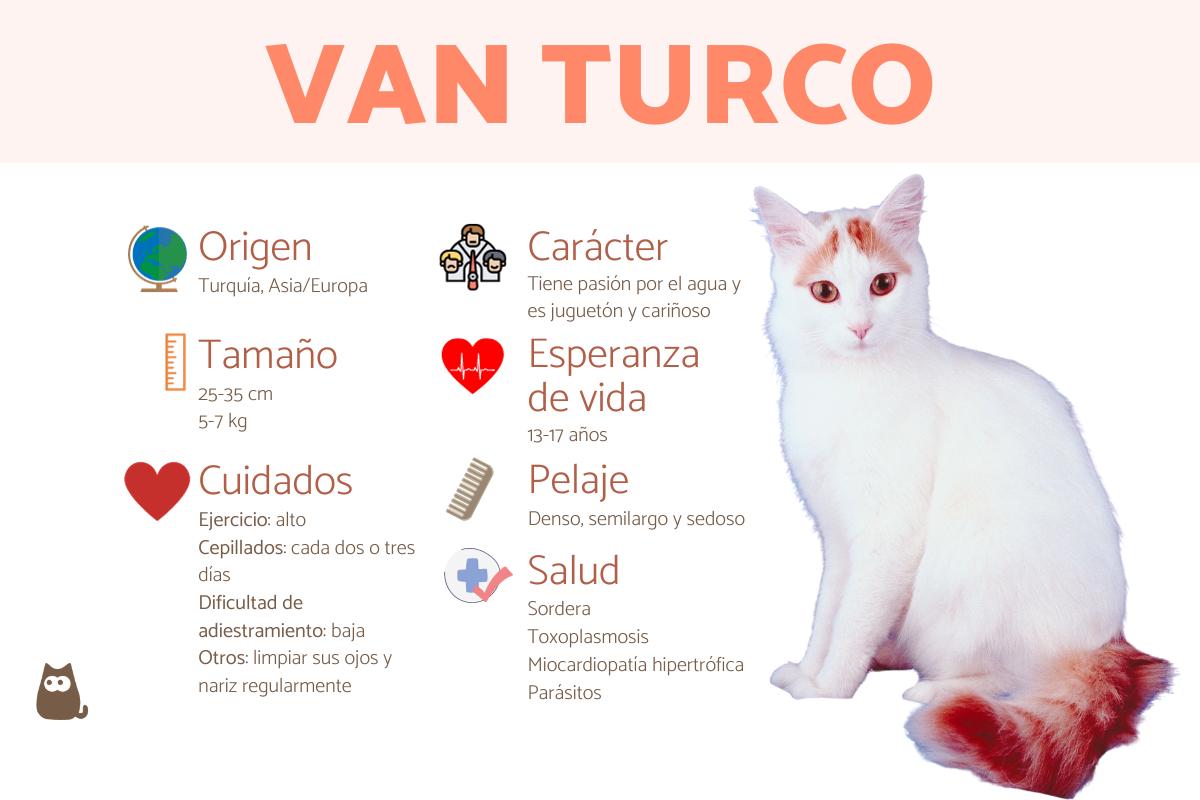 VAN TURCO
Origen
Turquía, Asia/Europa
Tamaño
25-35 cm
5-7 kg
Cuidados
Ejercicio: alto
Cepillados: cada dos o tres
días
Dificultad de
adiestramiento: baja
Otros: limpiar sus ojos y
nariz regularmente
Carácter
Tiene pasión por el agua y
es juguetón y cariñoso
Esperanza
de vida
13-17 años
Pelaje
Denso, semilargo y sedoso
Salud
Sordera
Toxoplasmosis
Miocardiopatía hipertrófica
Parásitos